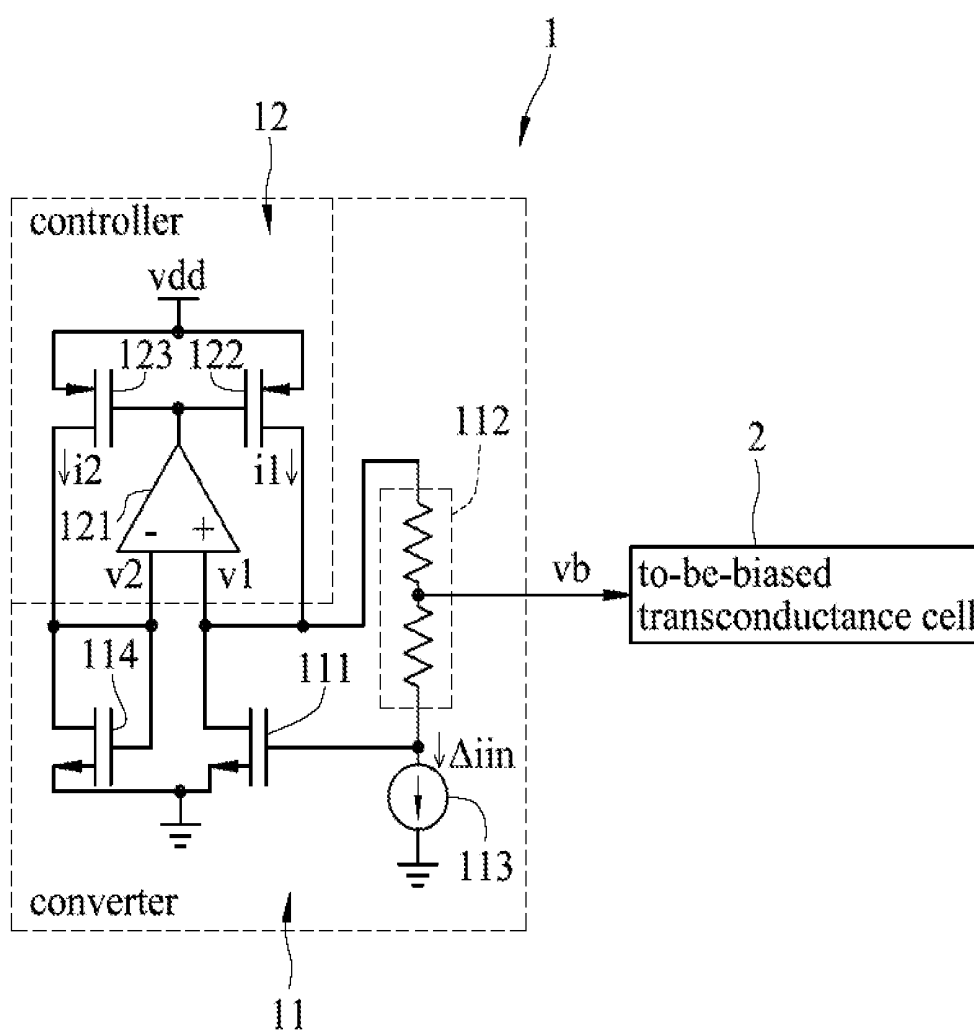 1
12
controller
vdd
123 122
112
i2 i1
121
- +
v2 v1
2
vb
to-be-biased
transconductance cell
114
111
Δiin
113
converter
11